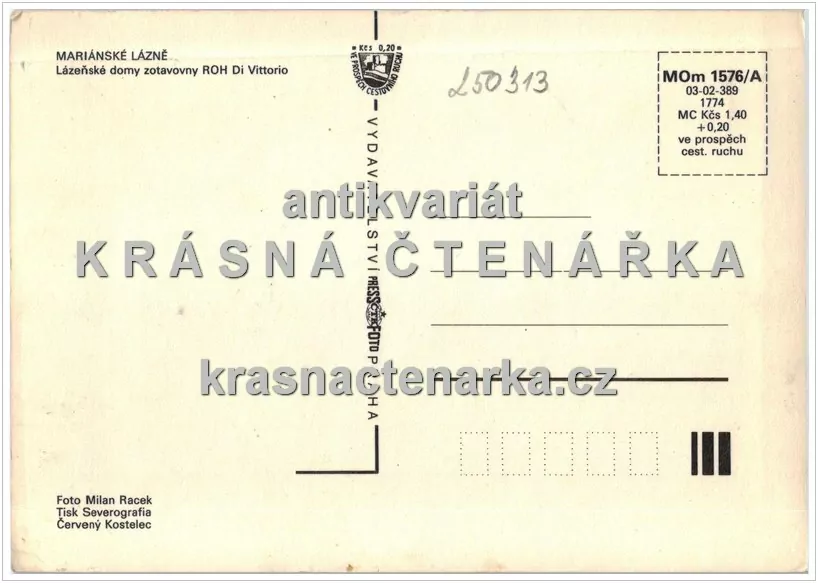 MARIÁNSKÉ LÁZNĚ
Lázeňské domy zotavovny ROH Di Vittorio
Kčs 0,20
VE PROSPĚCH CESTOVNÍHO RUCHU
250313
MOm 1576/A
03-02-389
1774
MC Kčs 1,40
+0,20
ve prospěch
cest. ruchu
antikvariát
KRÁSNÁ ČTENÁŘKA
krasnactenarka.cz
VYDAVATELSTVÍ PRESSFOTO PRAHA
ČTK
Foto Milan Racek
Tisk Severografia
Červený Kostelec